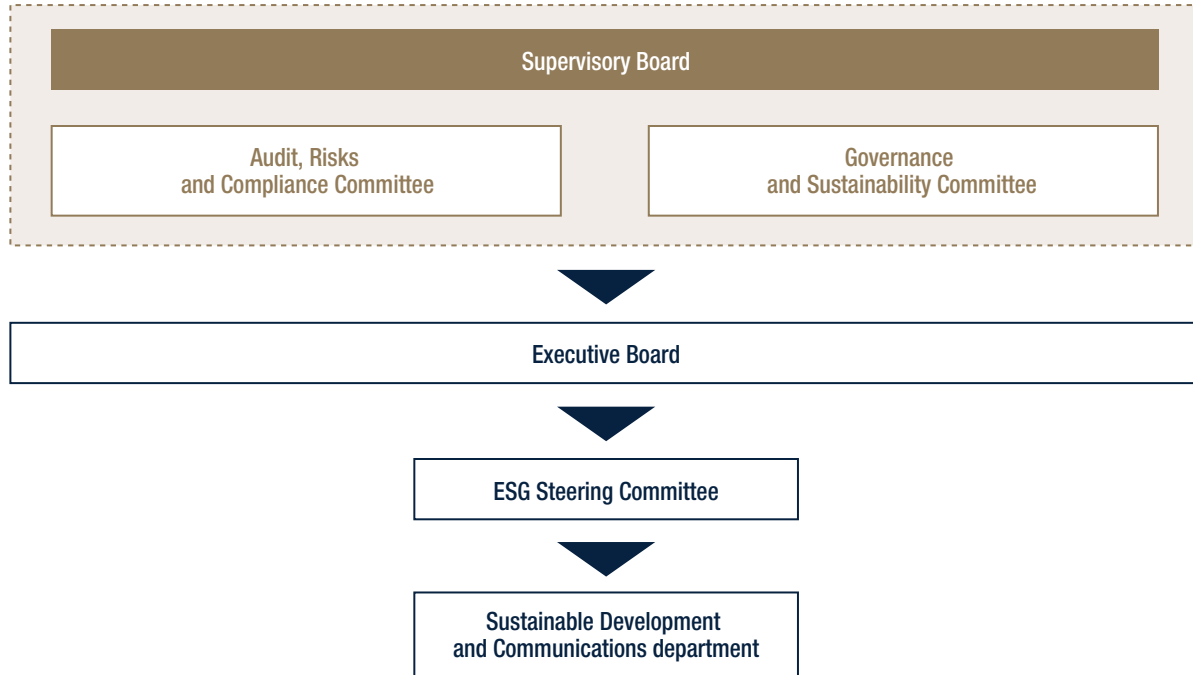 Supervisory Board
Audit, Risks
and Compliance Committee
Governance
and Sustainability Committee
Executive Board
ESG Steering Committee
Sustainable Development
and Communications department